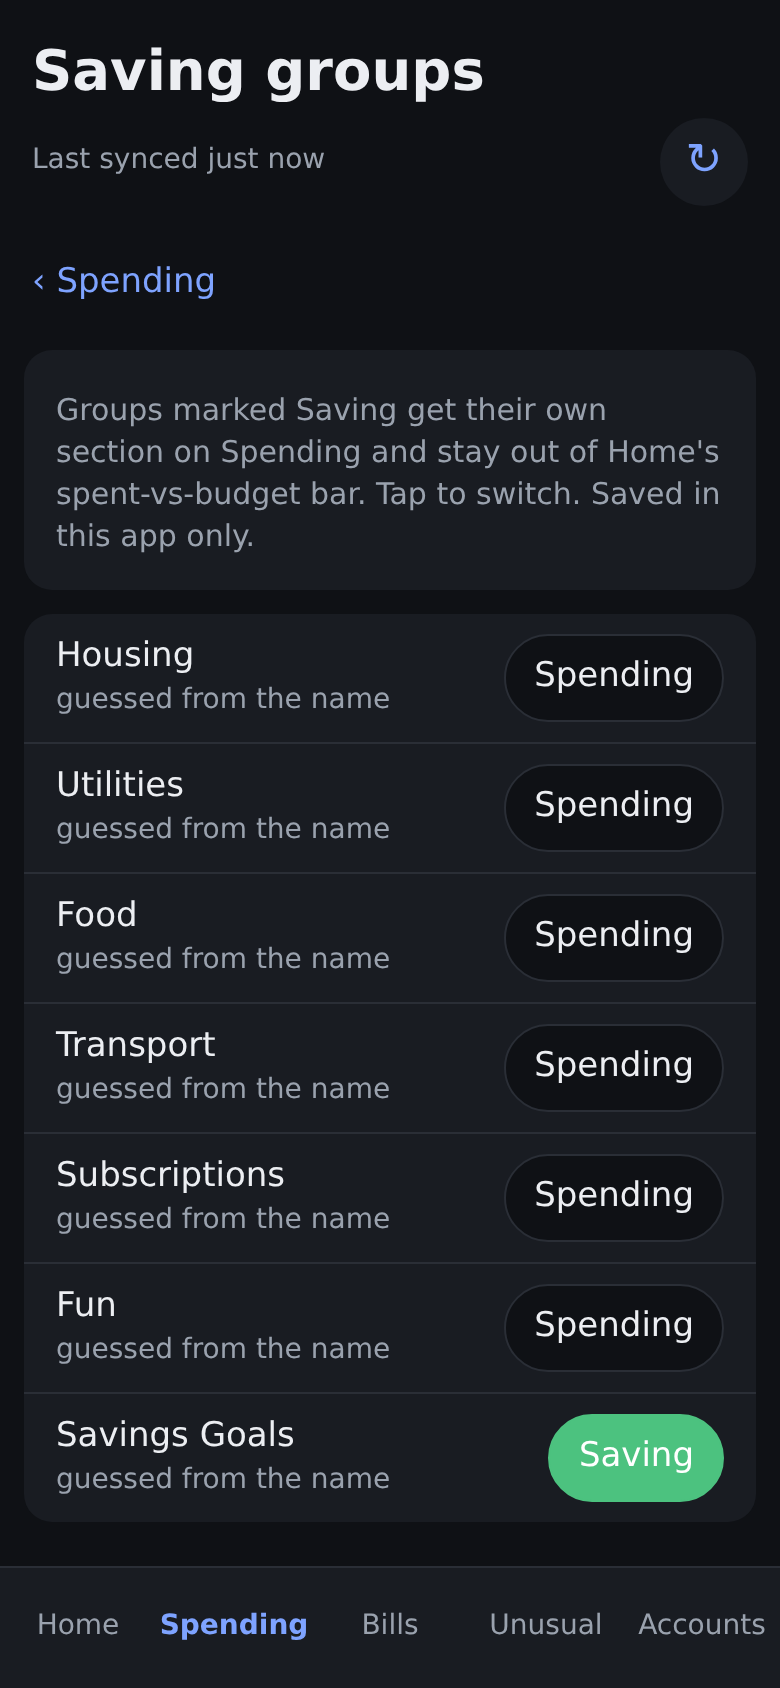 Saving groups
Last synced just now
↻
‹ Spending
Groups marked Saving get their own
section on Spending and stay out of Home's
spent-vs-budget bar. Tap to switch. Saved in
this app only.
Housing
guessed from the name
Spending
Utilities
guessed from the name
Spending
Food
guessed from the name
Spending
Transport
guessed from the name
Spending
Subscriptions
guessed from the name
Spending
Fun
guessed from the name
Spending
Savings Goals
guessed from the name
Saving
Home Spending Bills Unusual Accounts